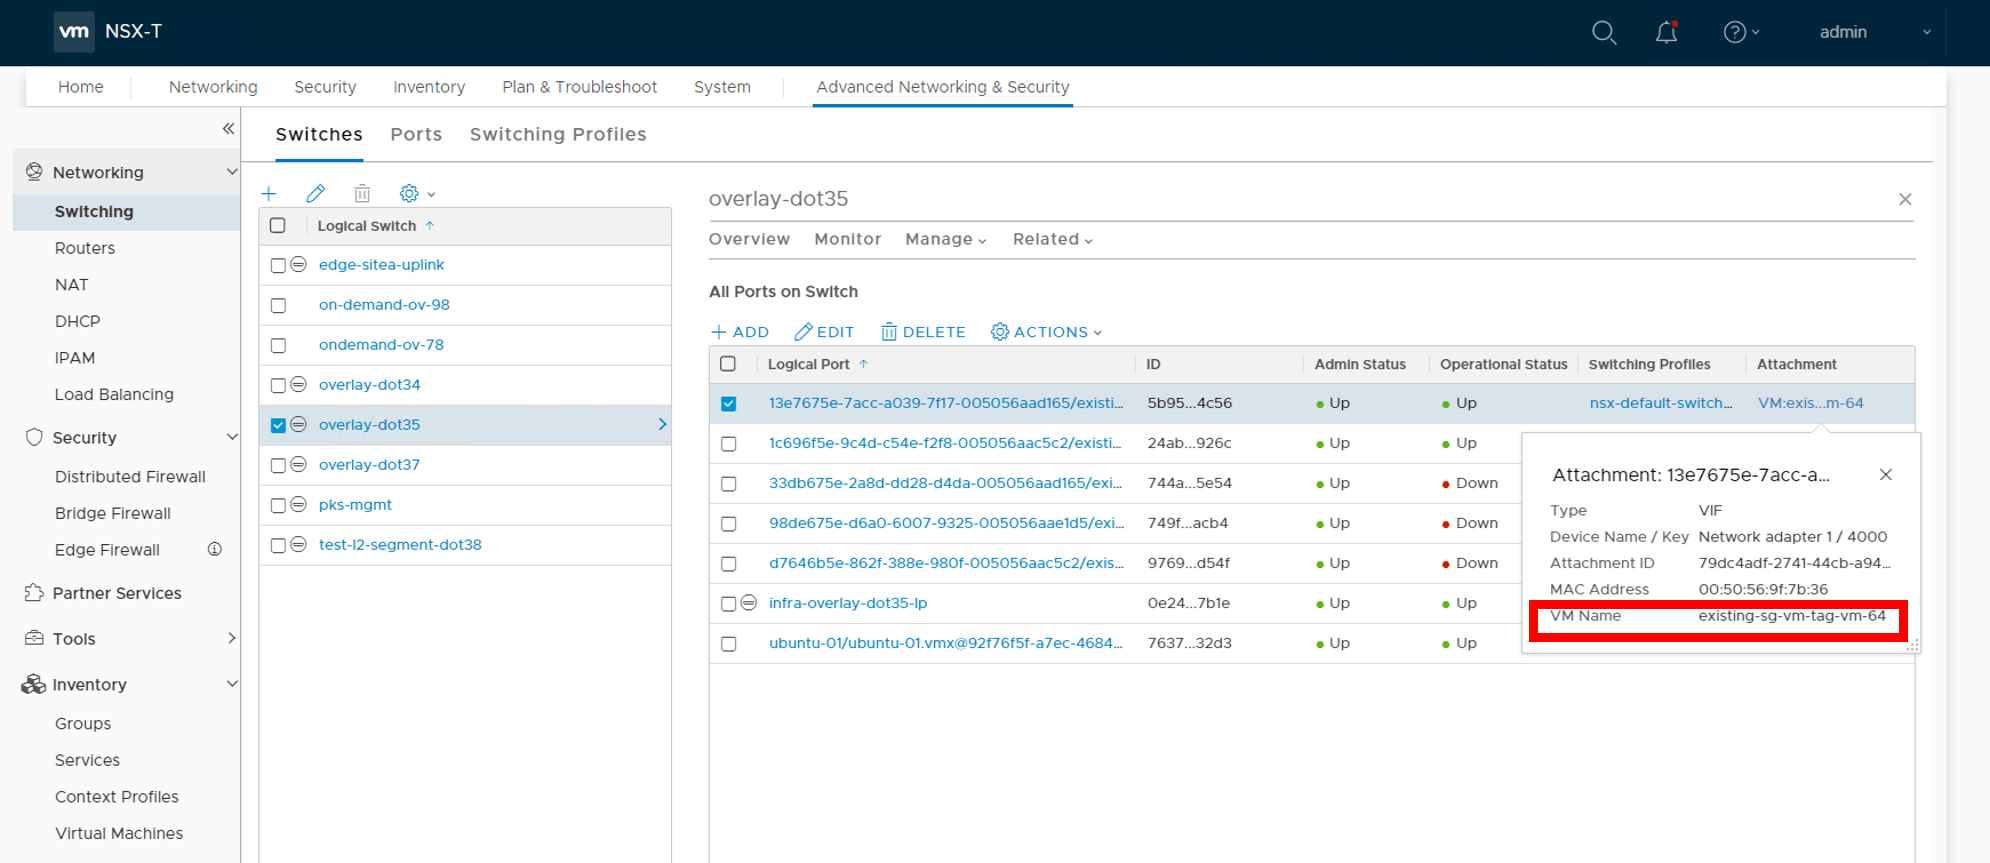 vm NSX-T
admin
Home Networking Security Inventory Plan & Troubleshoot System Advanced Networking & Security
Networking
Switching
Routers
NAT
DHCP
IPAM
Load Balancing
Security
Distributed Firewall
Bridge Firewall
Edge Firewall
Partner Services
Tools
Inventory
Groups
Services
Context Profiles
Virtual Machines
Switches Ports Switching Profiles
Logical Switch
edge-sitea-uplink
on-demand-ov-98
ondemand-ov-78
overlay-dot34
overlay-dot35
overlay-dot37
pks-mgmt
test-l2-segment-dot38
overlay-dot35
Overview Monitor Manage Related
All Ports on Switch
ADD EDIT DELETE ACTIONS
Logical Port ID Admin Status Operational Status Switching Profiles Attachment
13e7675e-7acc-a039-7f17-005056aad165/existi... 5b95...4c56 Up Up nsx-default-switch... VM:exis...m-64
1c696f5e-9c4d-c54e-f2f8-005056aac5c2/existi... 24ab...926c Up Up
33db675e-2a8d-dd28-d4da-005056aad165/exi... 744a...5e54 Up Down
98de675e-d6a0-6007-9325-005056aae1d5/exi... 749f...acb4 Up Down
d7646b5e-862f-388e-980f-005056aac5c2/exis... 9769...d54f Up Down
infra-overlay-dot35-lp 0e24...7b1e Up Up
ubuntu-01/ubuntu-01.vmx@92f76f5f-a7ec-4684... 7637...32d3 Up Up
Attachment: 13e7675e-7acc-a...
Type VIF
Device Name / Key Network adapter 1 / 4000
Attachment ID 79dc4adf-2741-44cb-a94...
MAC Address 00:50:56:9f:7b:36
VM Name existing-sg-vm-tag-vm-64